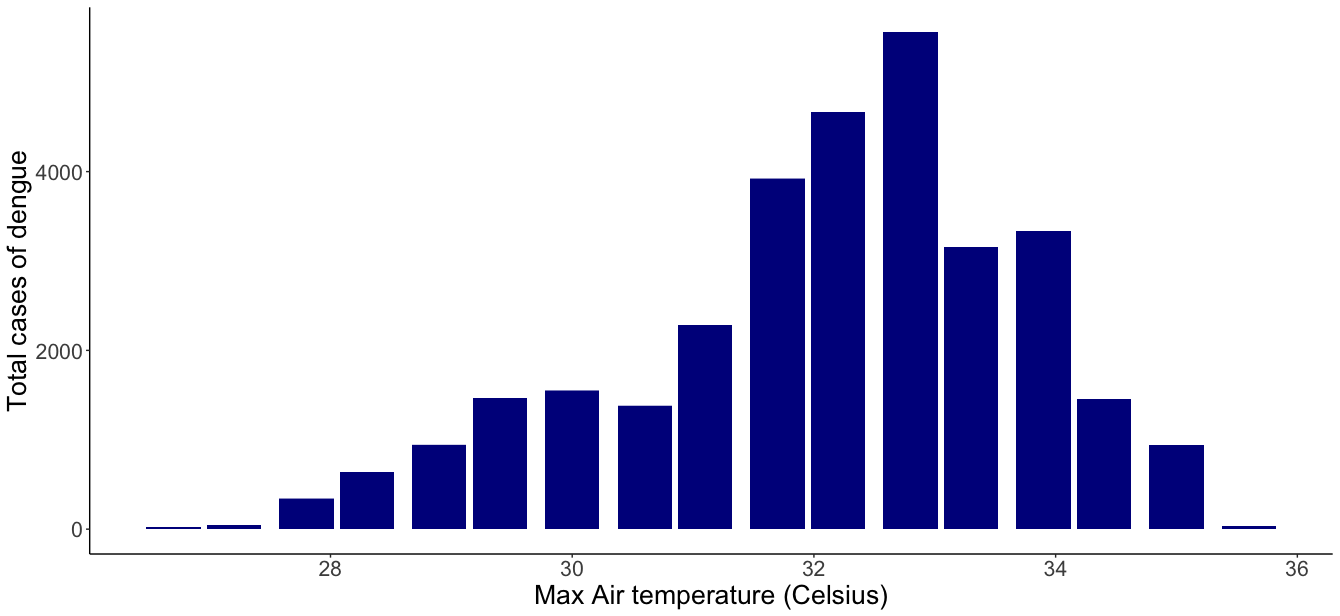 Total cases of dengue
4000
2000
0
28 30 32 34 36
Max Air temperature (Celsius)